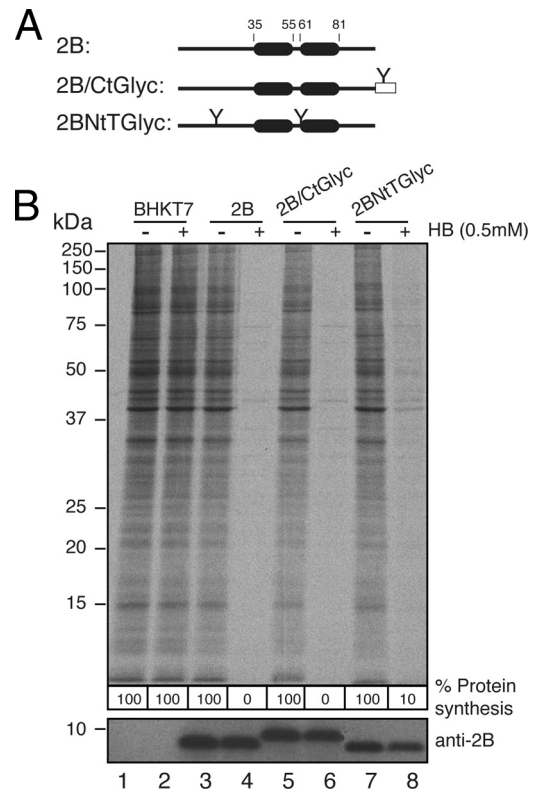 A
35 55 61 81
2B:
2B/CtGlyc:
Y
2BNtTGlyc:
Y Y
B
kDa
BHKT7 2B 2B/CtGlyc 2BNtTGlyc
- + - + - + - + HB (0.5mM)
250
150
100
75
50
37
25
20
15
100 100 100 0 100 0 100 10
% Protein
synthesis
10
anti-2B
1 2 3 4 5 6 7 8